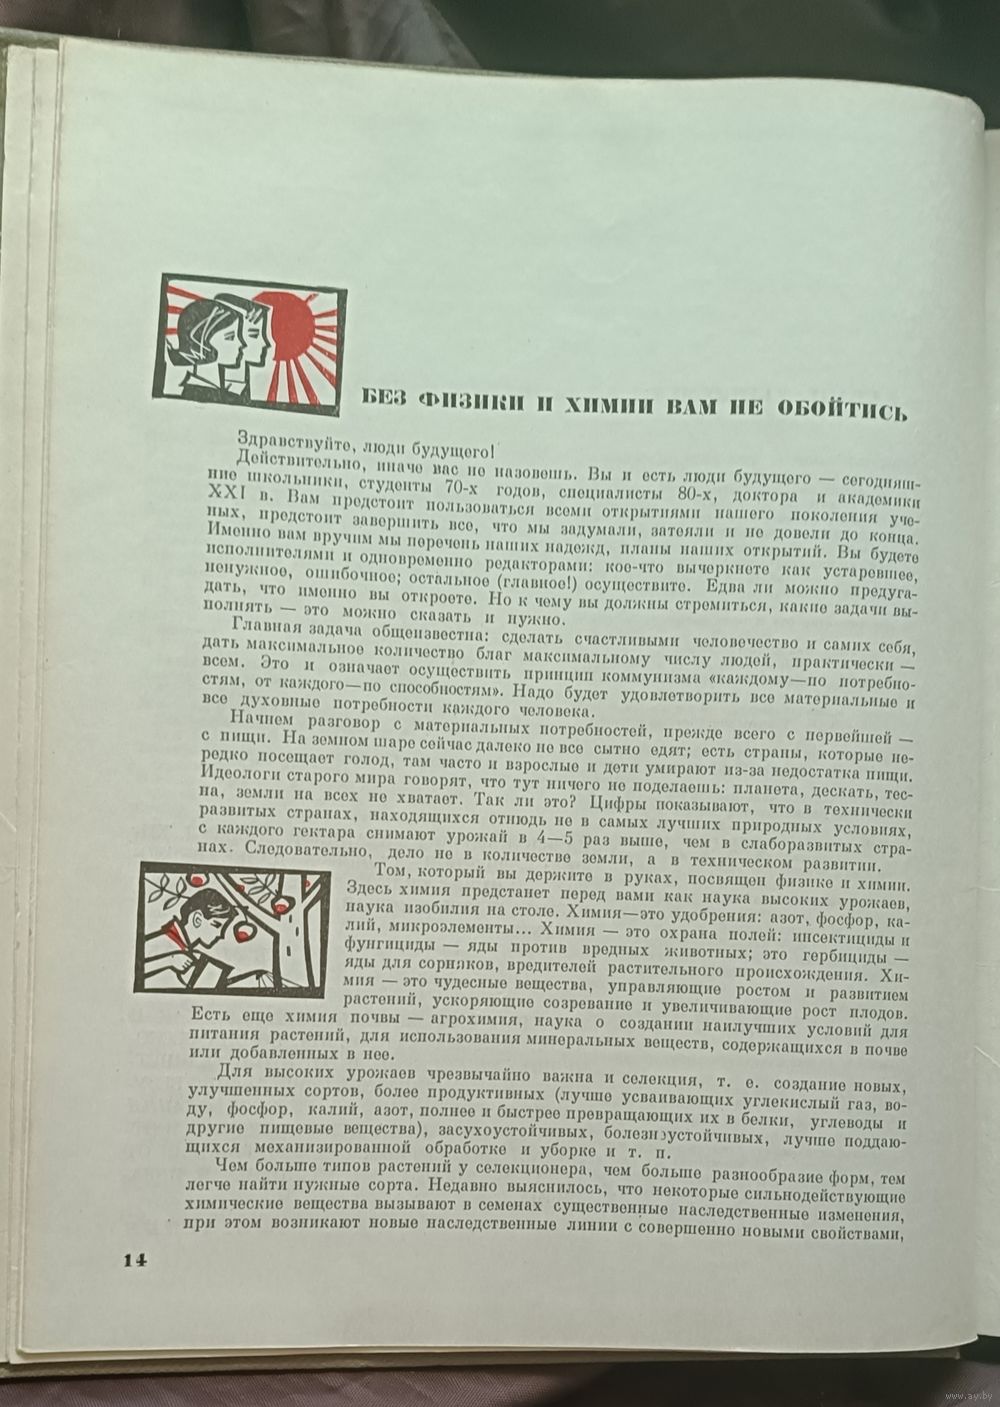 БЕЗ ФИЗИКИ И ХИМИИ ВАМ НЕ ОБОЙТИСЬ
Здравствуйте, люди будущего!
Действительно, иначе вас не назовешь. Вы и есть люди будущего — сегодняш-
ние школьники, студенты 70-х годов, специалисты 80-х, доктора и академики
XXI в. Вам предстоит пользоваться всеми открытиями нашего поколения уче-
ных, предстоит завершить все, что мы задумали, затеяли и не довели до конца.
Именно вам вручим мы перечень наших надежд, планы наших открытий. Вы будете
исполнителями и одновременно редакторами: кое-что вычеркнете как устаревшее,
ненужное, ошибочное; остальное (главное!) осуществите. Едва ли можно предуга-
дать, что именно вы откроете. Но к чему вы должны стремиться, какие задачи вы-
полнять — это можно сказать и нужно.
Главная задача общеизвестна: сделать счастливыми человечество и самих себя,
дать максимальное количество благ максимальному числу людей, практически —
всем. Это и означает осуществить принцип коммунизма «каждому—по потребно-
стям, от каждого—по способностям». Надо будет удовлетворить все материальные и
все духовные потребности каждого человека.
Начнем разговор с материальных потребностей, прежде всего с первейшей —
с пищи. На земном шаре сейчас далеко не все сытно едят; есть страны, которые не-
редко посещает голод, там часто и взрослые и дети умирают из-за недостатка пищи.
Идеологи старого мира говорят, что тут ничего не поделаешь: планета, дескать, тес-
на, земли на всех не хватает. Так ли это? Цифры показывают, что в технически
развитых странах, находящихся отнюдь не в самых лучших природных условиях,
с каждого гектара снимают урожай в 4—5 раз выше, чем в слаборазвитых стра-
нах. Следовательно, дело не в количестве земли, а в техническом развитии.
Том, который вы держите в руках, посвящен физике и химии.
Здесь химия предстанет перед вами как наука высоких урожаев,
наука изобилия на столе. Химия—это удобрения: азот, фосфор, ка-
лий, микроэлементы... Химия — это охрана полей: инсектициды и
фунгициды — яды против вредных животных; это гербициды —
яды для сорняков, вредителей растительного происхождения. Хи-
мия — это чудесные вещества, управляющие ростом и развитием
растений, ускоряющие созревание и увеличивающие рост плодов.
Есть еще химия почвы — агрохимия, наука о создании наилучших условий для
питания растений, для использования минеральных веществ, содержащихся в почве
или добавленных в нее.
Для высоких урожаев чрезвычайно важна и селекция, т. е. создание новых,
улучшенных сортов, более продуктивных (лучше усваивающих углекислый газ, во-
ду, фосфор, калий, азот, полнее и быстрее превращающих их в белки, углеводы и
другие пищевые вещества), засухоустойчивых, болезнеустойчивых, лучше поддаю-
щихся механизированной обработке и уборке и т. п.
Чем больше типов растений у селекционера, чем больше разнообразие форм, тем
легче найти нужные сорта. Недавно выяснилось, что некоторые сильнодействующие
химические вещества вызывают в семенах существенные наследственные изменения,
при этом возникают новые наследственные линии с совершенно новыми свойствами,
14
www.ay.by